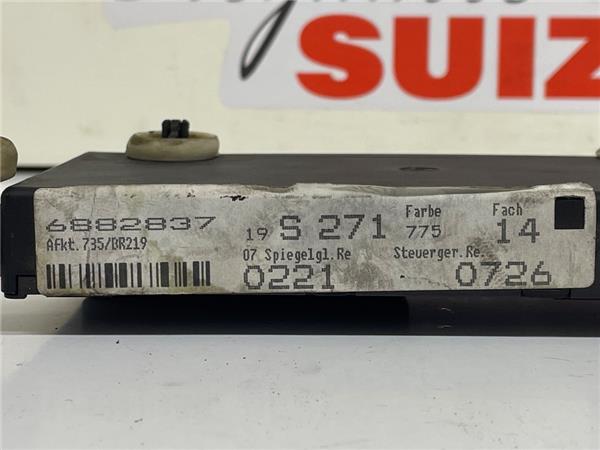 SUIZ
6882837 19 S 271 Farbe 775 Fach 14
Afkt.735/BR219
07 Spiegelgl.Re Steuerger.Re.
0221 0726